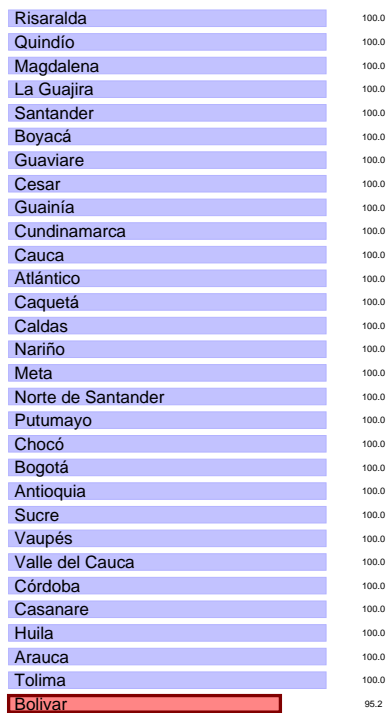 Risaralda 100.0
Quindío 100.0
Magdalena 100.0
La Guajira 100.0
Santander 100.0
Boyacá 100.0
Guaviare 100.0
Cesar 100.0
Guainía 100.0
Cundinamarca 100.0
Cauca 100.0
Atlántico 100.0
Caquetá 100.0
Caldas 100.0
Nariño 100.0
Meta 100.0
Norte de Santander 100.0
Putumayo 100.0
Chocó 100.0
Bogotá 100.0
Antioquia 100.0
Sucre 100.0
Vaupés 100.0
Valle del Cauca 100.0
Córdoba 100.0
Casanare 100.0
Huila 100.0
Arauca 100.0
Tolima 100.0
Bolivar 95.2